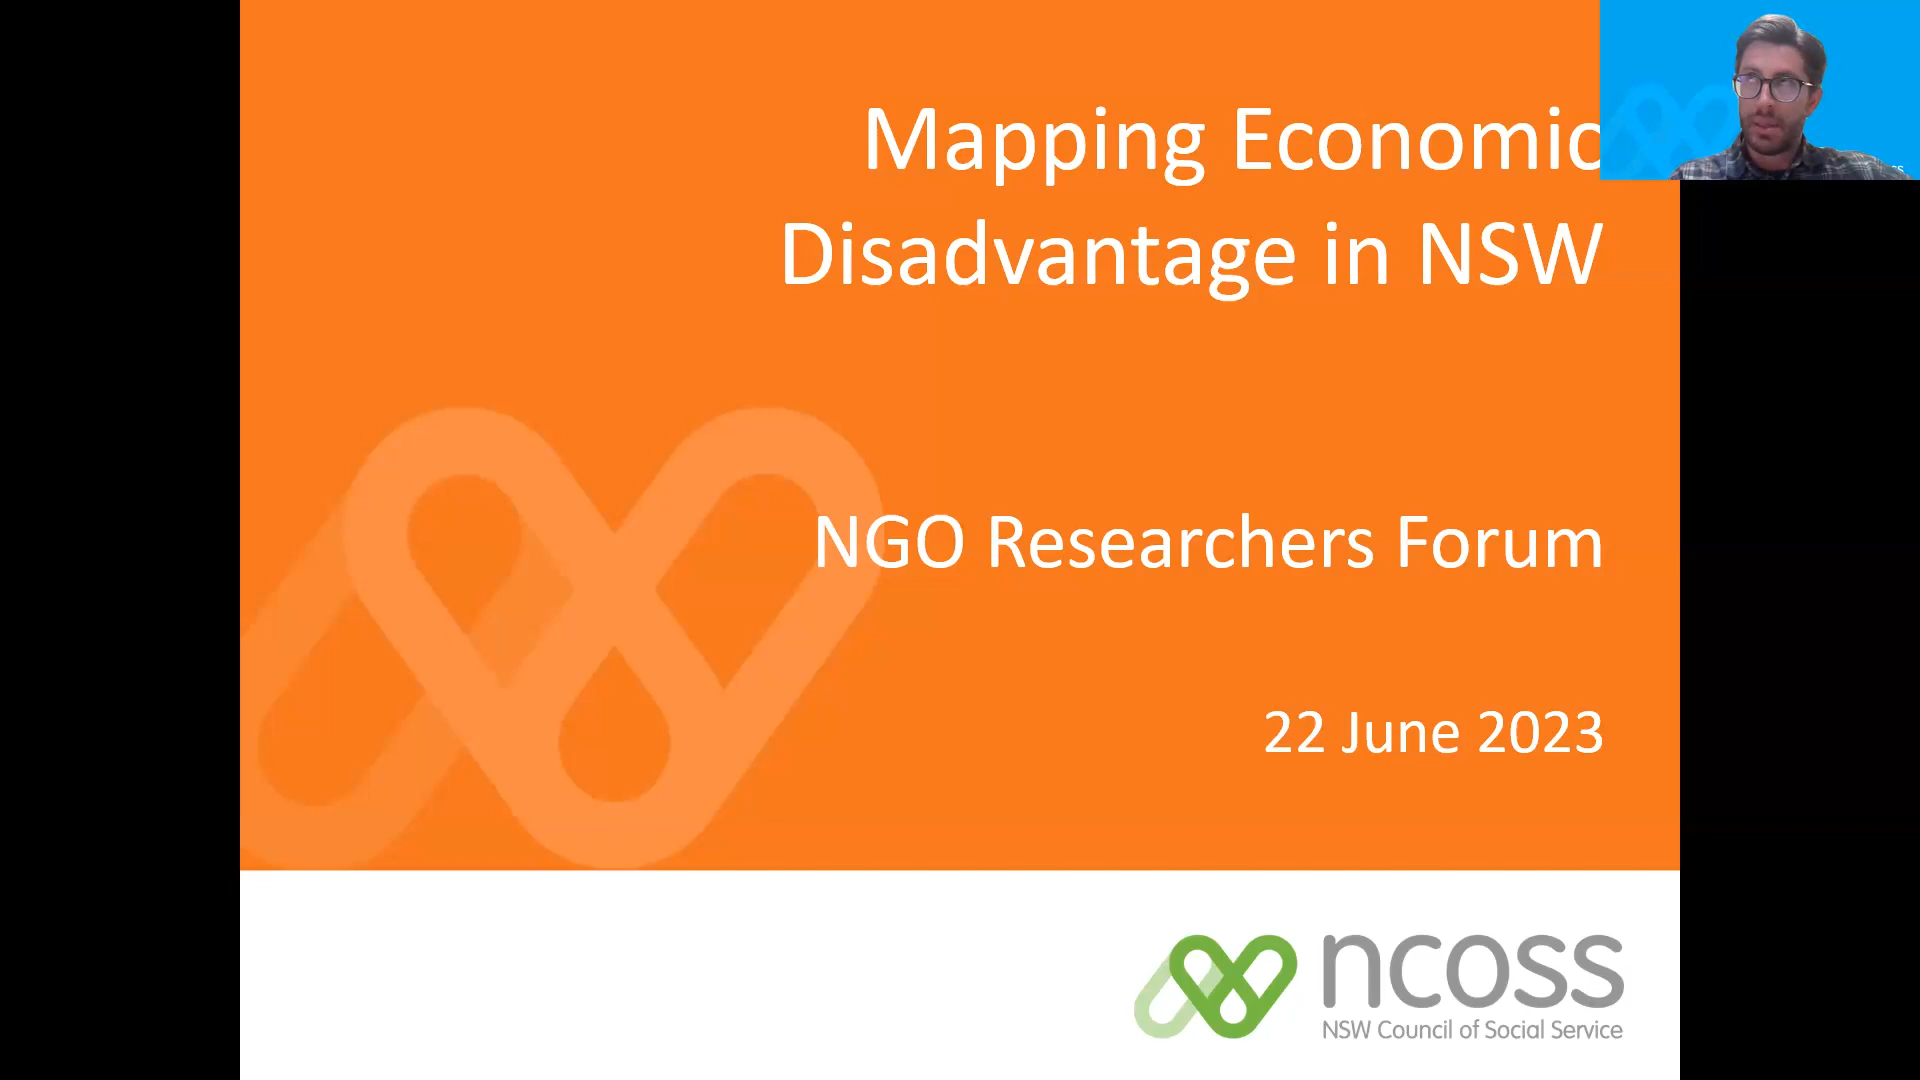 Mapping Economic
Disadvantage in NSW
NGO Researchers Forum
22 June 2023
ncoss
NSW Council of Social Service